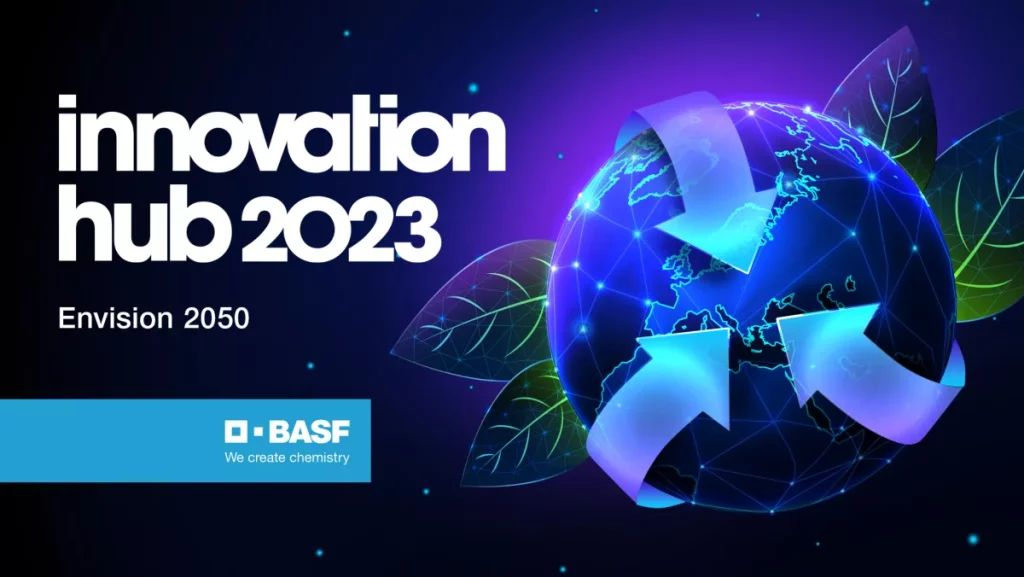 innovation
hub 2023
Envision 2050
BASF
We create chemistry